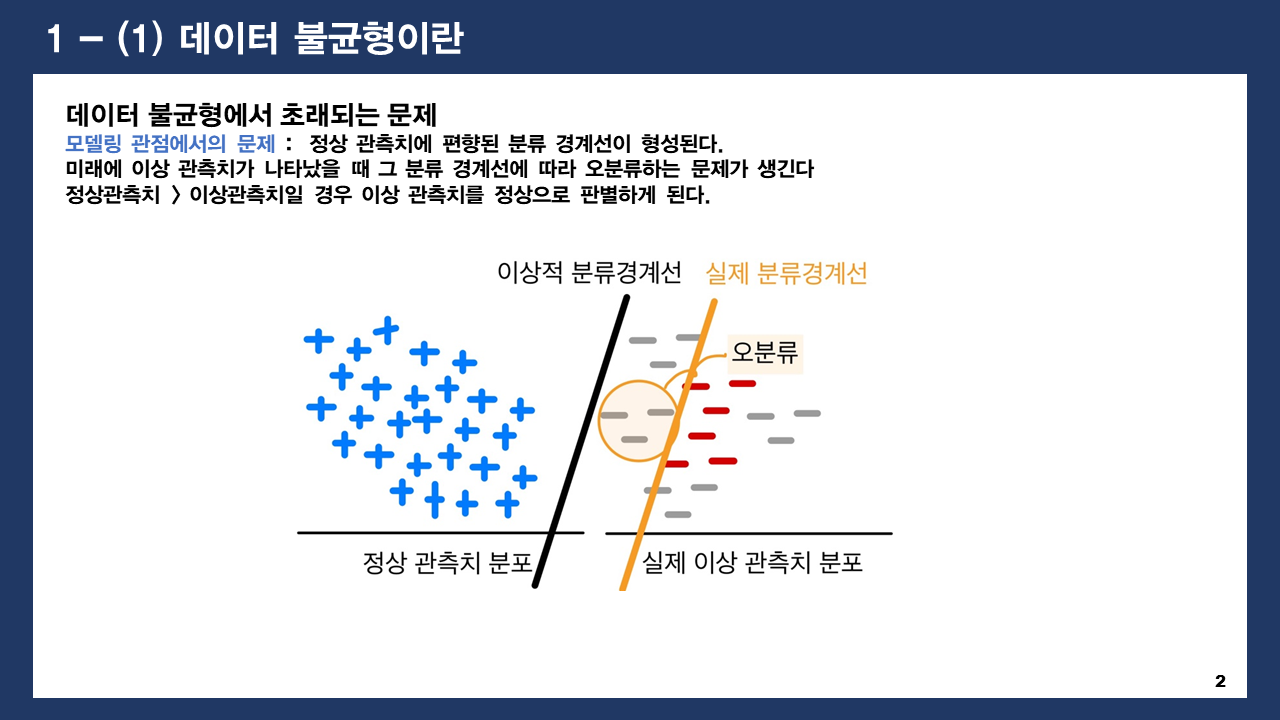 1 – (1) 데이터 불균형이란
데이터 불균형에서 초래되는 문제
모델링 관점에서의 문제 : 정상 관측치에 편향된 분류 경계선이 형성된다.
미래에 이상 관측치가 나타났을 때 그 분류 경계선에 따라 오분류하는 문제가 생긴다
정상관측치 > 이상관측치일 경우 이상 관측치를 정상으로 판별하게 된다.
이상적 분류경계선
실제 분류경계선
오분류
정상 관측치 분포
실제 이상 관측치 분포
2